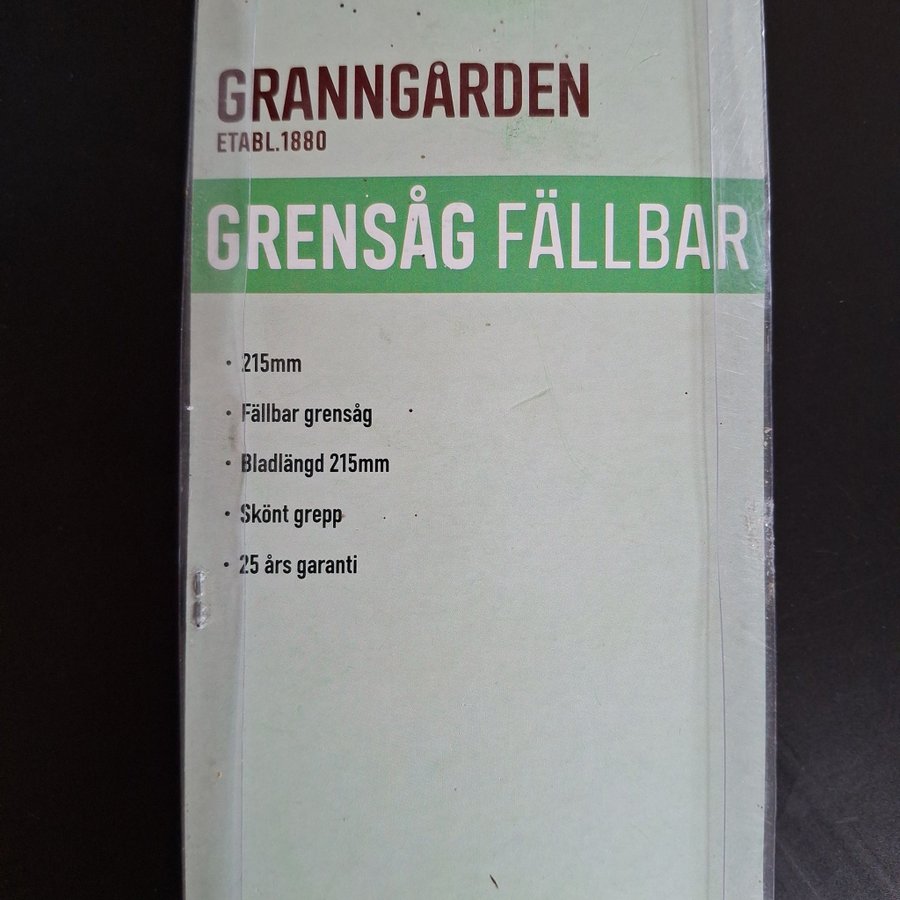 GRANNGÅRDEN
ETABL.1880
GRENSÅG FÄLLBAR
· 215mm
· Fällbar grensåg
· Bladlängd 215mm
· Skönt grepp
· 25 års garanti